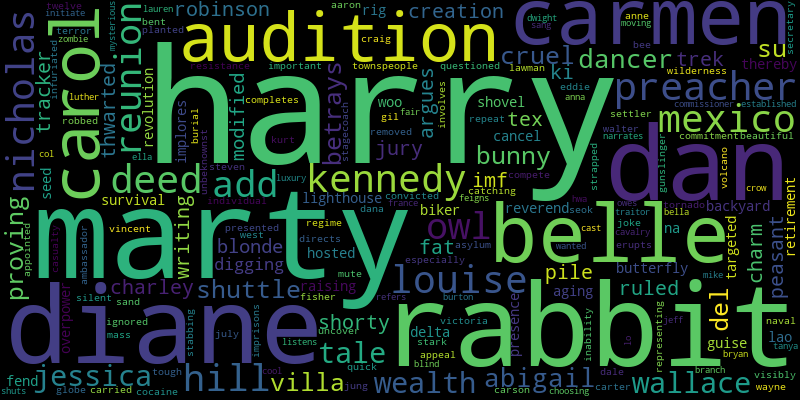 harry
rabbit
marty
dan
diane
belle
carmen
carol
audition
nicholas
reunion
robinson
creation
rig
aaron
craig
cruel
dancer
trek
su
thereby
preacher
mexico
tracker
thwarted
revolution
implores
modified
betrays
woo
argues
jury
shovel
tex
ki
cancel
bunny
deed
add
kennedy
imf
owl
biker
reverend
fat
louise
pile
aging
butterfly
ruled
del
targeted
charm
peasant
backyard
retirement
proving
writing
survival
vincent
blonde
digging
lighthouse
hosted
charley
shuttle
raising
shorty
tale
delta
presence
guise
lao
naval
jessica
hill
villa
wealth
abigail
wallace
fend
overpower
seed
robbed
luther
terror
zombie
bent
lauren
twelve
initiate
infuriated
planted
mysterious
resistance
important
townspeople
questioned
lawman
completes
gil
fair
involves
eddie
anna
repeat
removed
kurt
steven
burial
unbeknownst
ella
col
luxury
individual
dana
convicted
france
feigns
regime
directs
asylum
especially
catching
compete
hwa
owes
seok
traitor
joke
cavalry
erupts
tornado
bella
cast
wanted
mike
strapped
settler
walter
narrates
gunslinger
commitment
beautiful
volcano
crow
wilderness
commissioner
established
anne
moving
bee
dwight
sang
secretary
stagecoach
appointed
casually
ambassador
presented
west
mute
silent
sand
ignored
mass
july
stabbing
imprisons
listens
fisher
refers
uncover
burton
victoria
stark
appeal
blind
quick
cool
jung
tough
cocaine
carried
globe
shuts
carson
choosing
carter
dale
branch
bryan
jeff
io
representing
inability
tanya
visibly
wayne
na